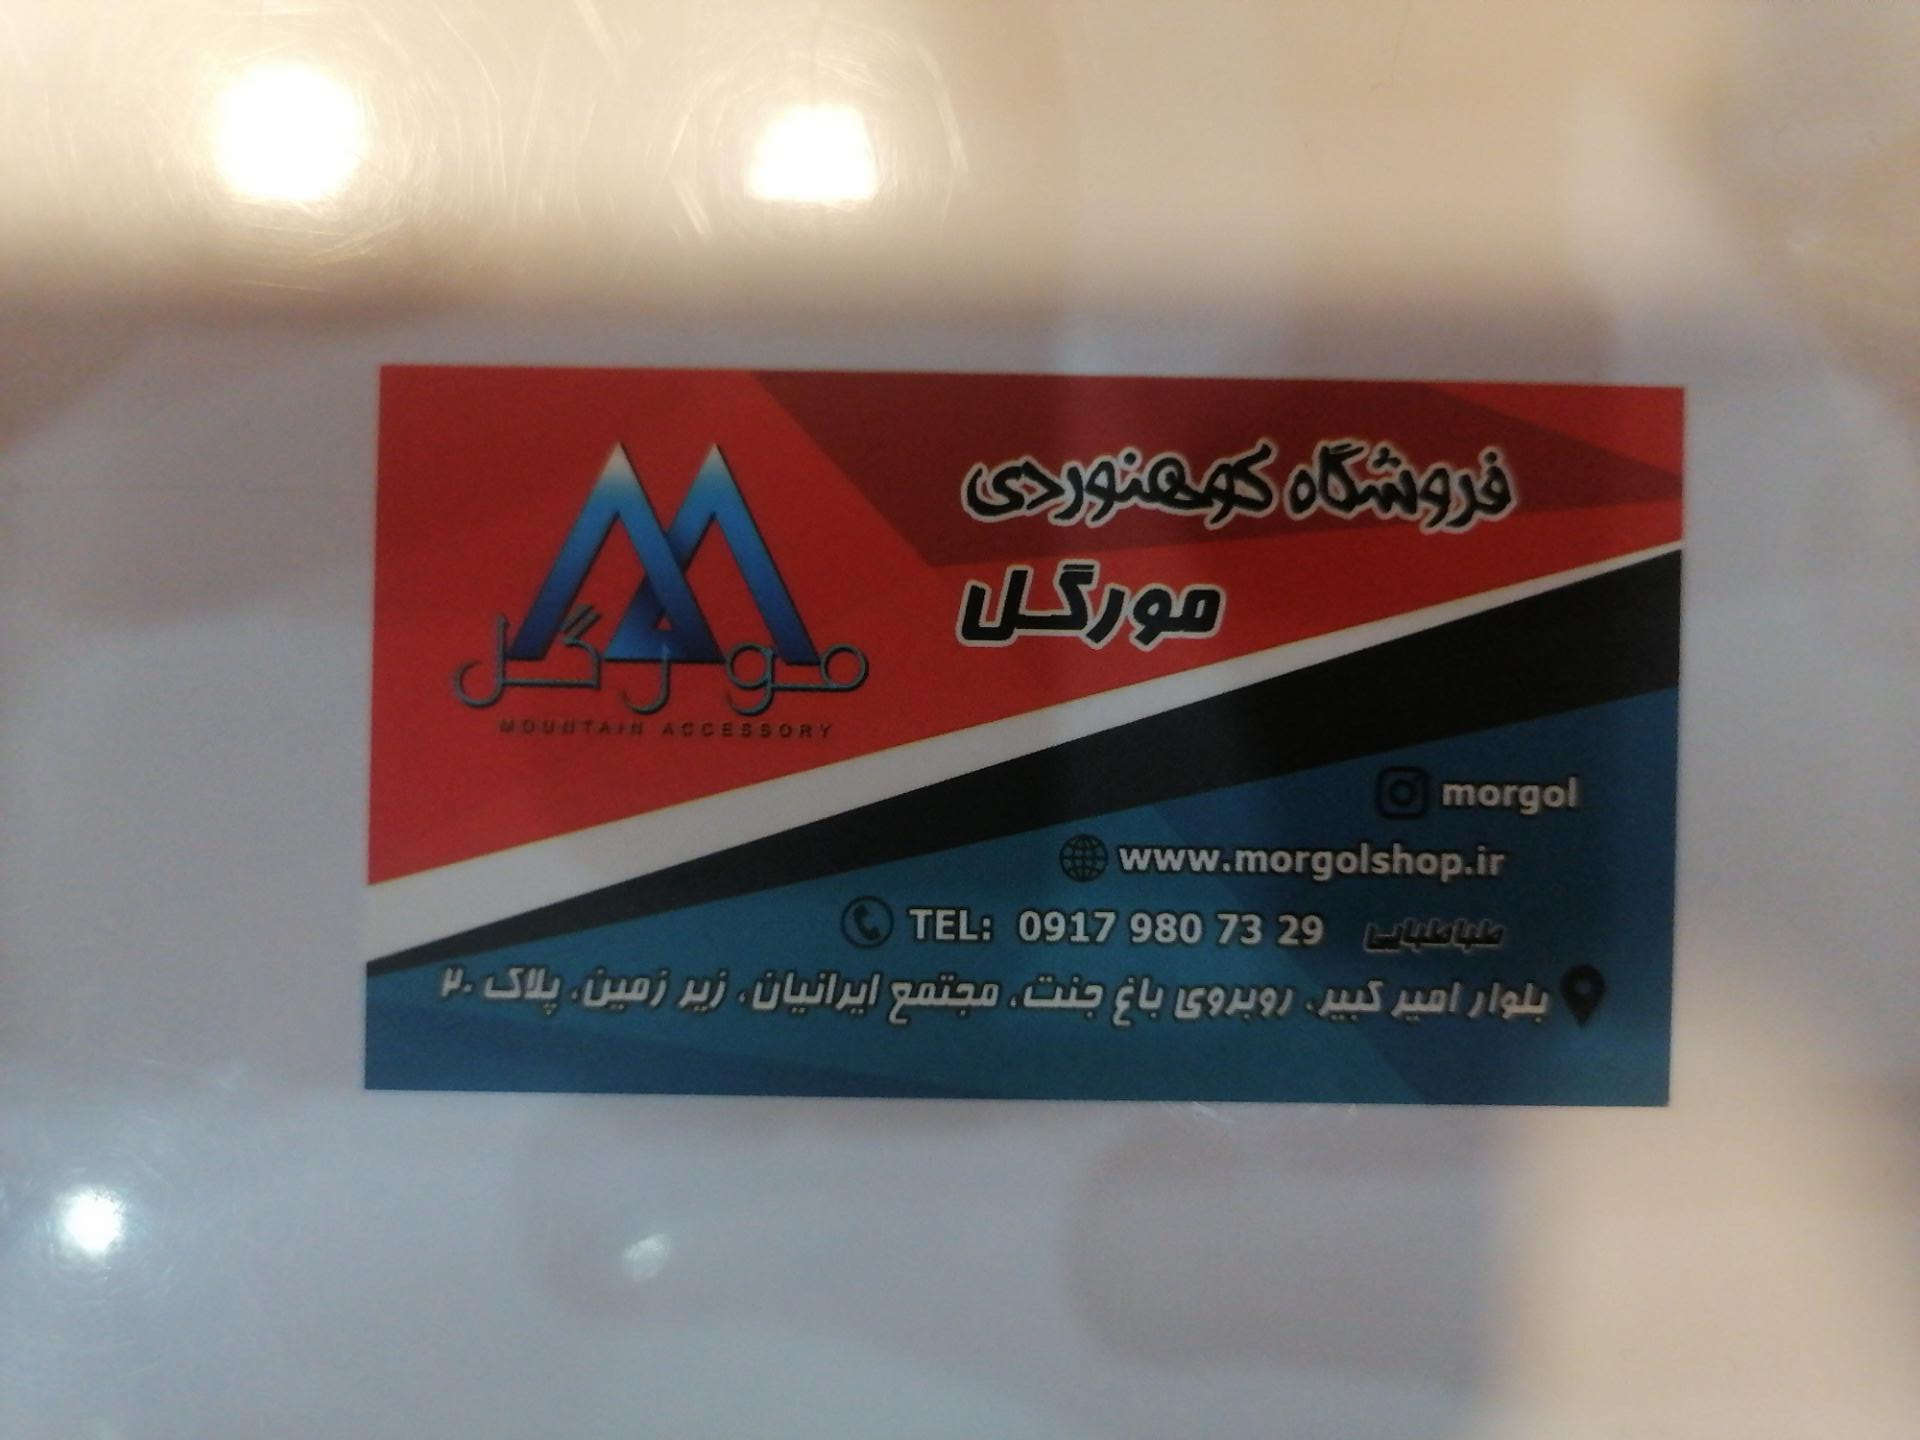 فروشگاه کوهنوردی
مورگل
مورگل
MOUNTAIN ACCESSORY
morgol
www.morgolshop.ir
TEL: 0917 980 73 29 طباطبایی
بلوار امیر کبیر، روبروی باغ جنت، مجتمع ایرانیان، زیر زمین، پلاک ۲۰